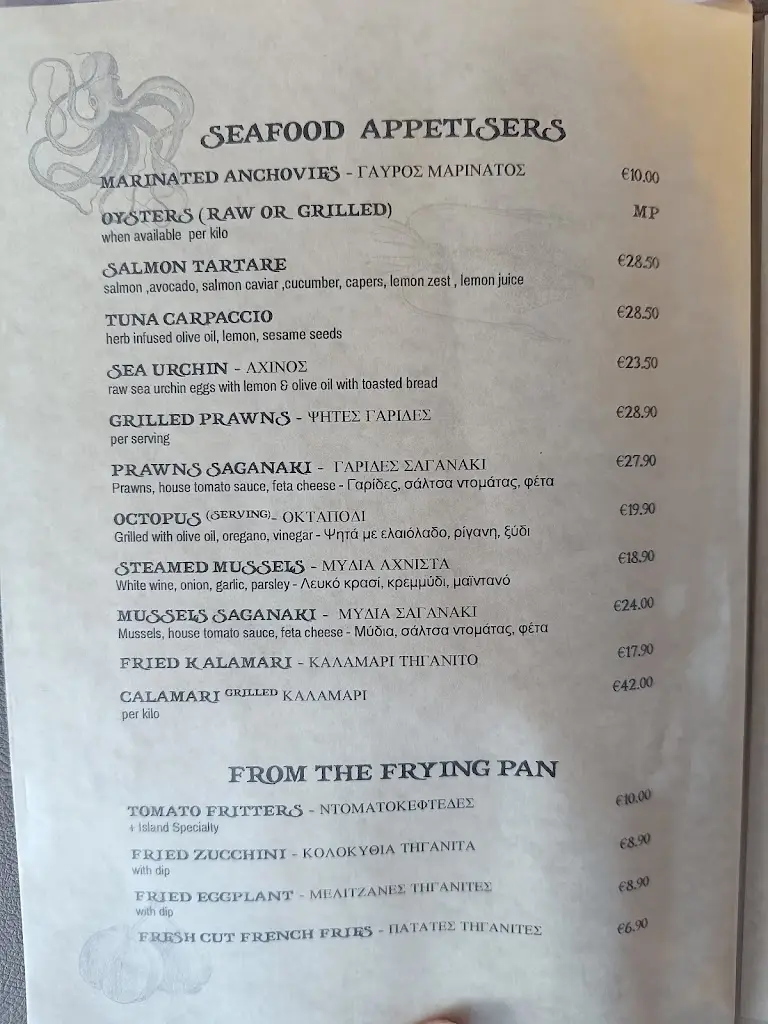 SEAFOOD APPETISERS
MARINATED ANCHOVIES - ΓΑΥΡΟΣ ΜΑΡΙΝΑΤΟΣ €10.00
OYSTERS (RAW OR GRILLED) MP
when available per kilo
SALMON TARTARE €28.50
salmon ,avocado, salmon caviar ,cucumber, capers, lemon zest , lemon juice
TUNA CARPACCIO €28.50
herb infused olive oil, lemon, sesame seeds
SEA URCHIN - ΑΧΙΝΟΣ €23.50
raw sea urchin eggs with lemon & olive oil with toasted bread
GRILLED PRAWNS - ΨΗΤΕΣ ΓΑΡΙΔΕΣ €28.90
per serving
PRAWNS SAGANAKI - ΓΑΡΙΔΕΣ ΣΑΓΑΝΑΚΙ €27.90
Prawns, house tomato sauce, feta cheese - Γαρίδες, σάλτσα ντομάτας, φέτα
OCTOPUS (SERVING)- ΟΚΤΑΠΟΔΙ €19.90
Grilled with olive oil, oregano, vinegar - Ψητά με ελαιόλαδο, ρίγανη, ξύδι
STEAMED MUSSELS - ΜΥΔΙΑ ΑΧΝΙΣΤΑ €18.90
White wine, onion, garlic, parsley - Λευκό κρασί, κρεμμύδι, μαϊντανό
MUSSELS SAGANAKI - ΜΥΔΙΑ ΣΑΓΑΝΑΚΙ €24.00
Mussels, house tomato sauce, feta cheese - Μύδια, σάλτσα ντομάτας, φέτα
FRIED KALAMARI - ΚΑΛΑΜΑΡΙ ΤΗΓΑΝΙΤΟ €17.90
CALAMARI GRILLED ΚΑΛΑΜΑΡΙ €42.00
per kilo
FROM THE FRYING PAN
TOMATO FRITTERS - ΝΤΟΜΑΤΟΚΕΦΤΕΔΕΣ €10.00
+ Island Specialty
FRIED ZUCCHINI - ΚΟΛΟΚΥΘΙΑ ΤΗΓΑΝΙΤΑ €8.90
with dip
FRIED EGGPLANT - ΜΕΛΙΤΖΑΝΕΣ ΤΗΓΑΝΙΤΕΣ €8.90
with dip
FRESH CUT FRENCH FRIES - ΠΑΤΑΤΕΣ ΤΗΓΑΝΙΤΕΣ €6.90